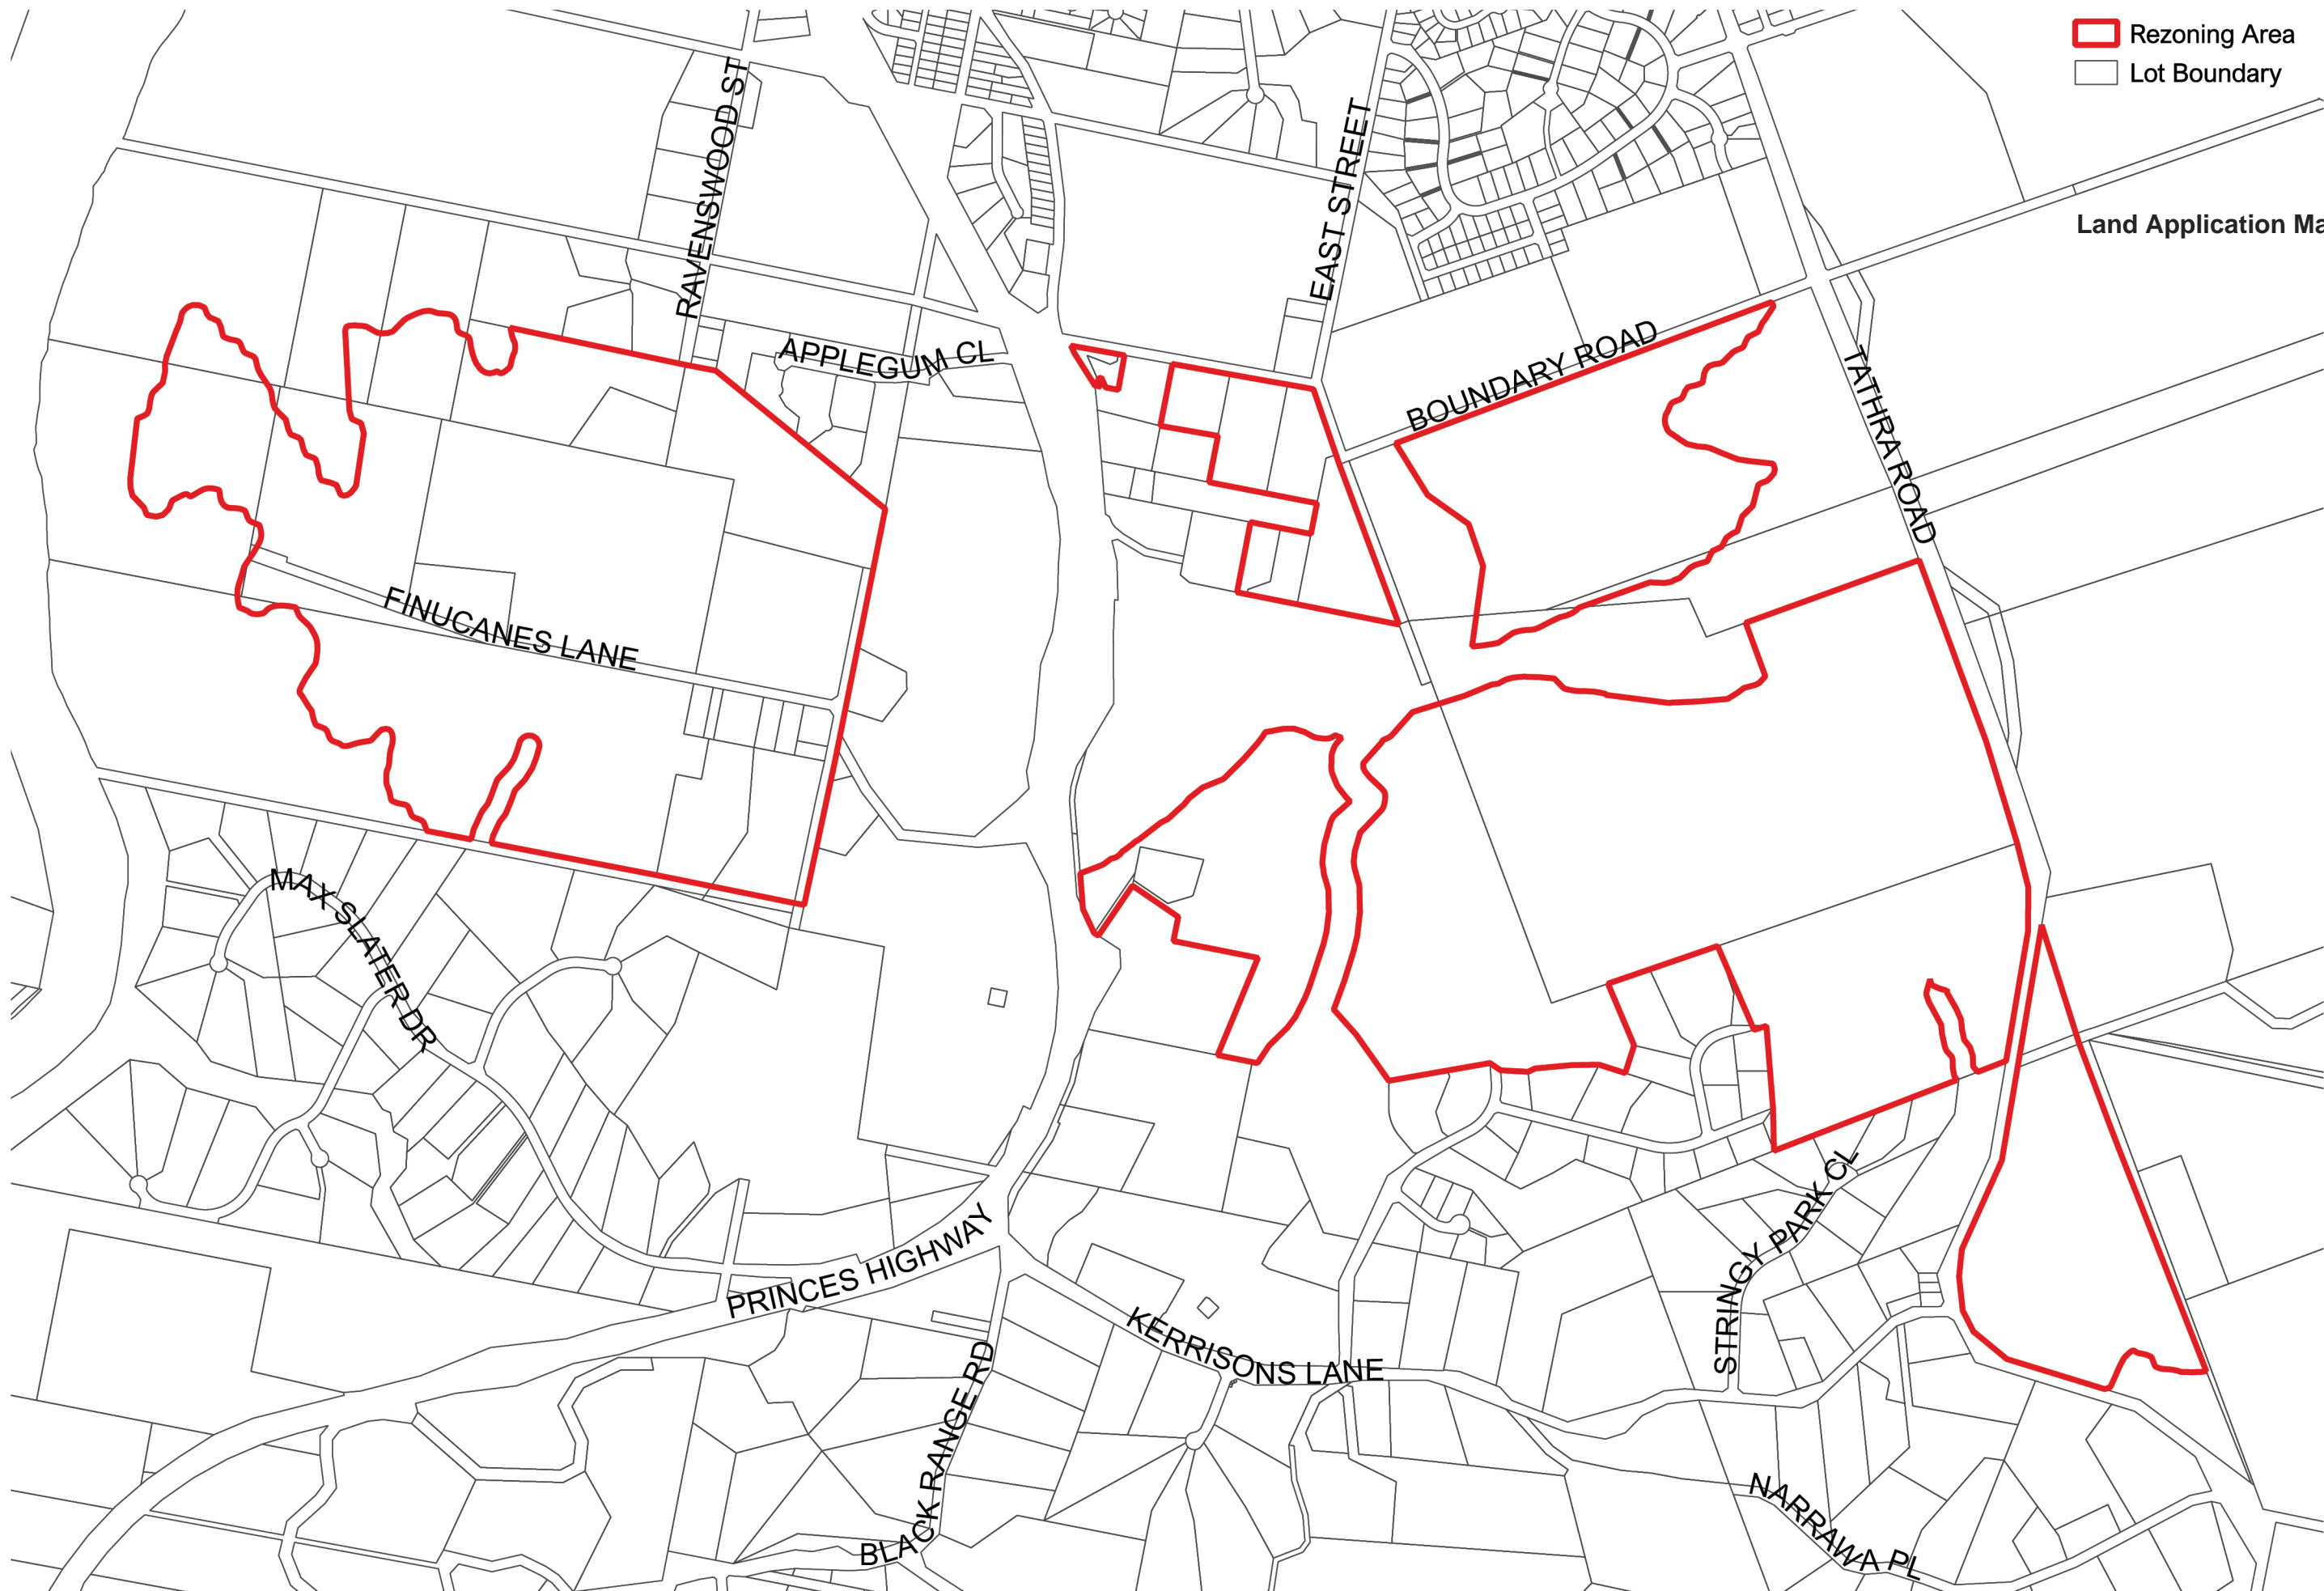 Rezoning Area
Lot Boundary
Land Application Ma
RAVENSWOOD ST
EAST STREET
APPLEGUM CL
BOUNDARY ROAD
TATHRA ROAD
FINUCANES LANE
MAX SLATER DR
PRINCES HIGHWAY
KERRISONS LANE
STRINGY PARK CL
BLACK RANGE RD
NARRAWA PL